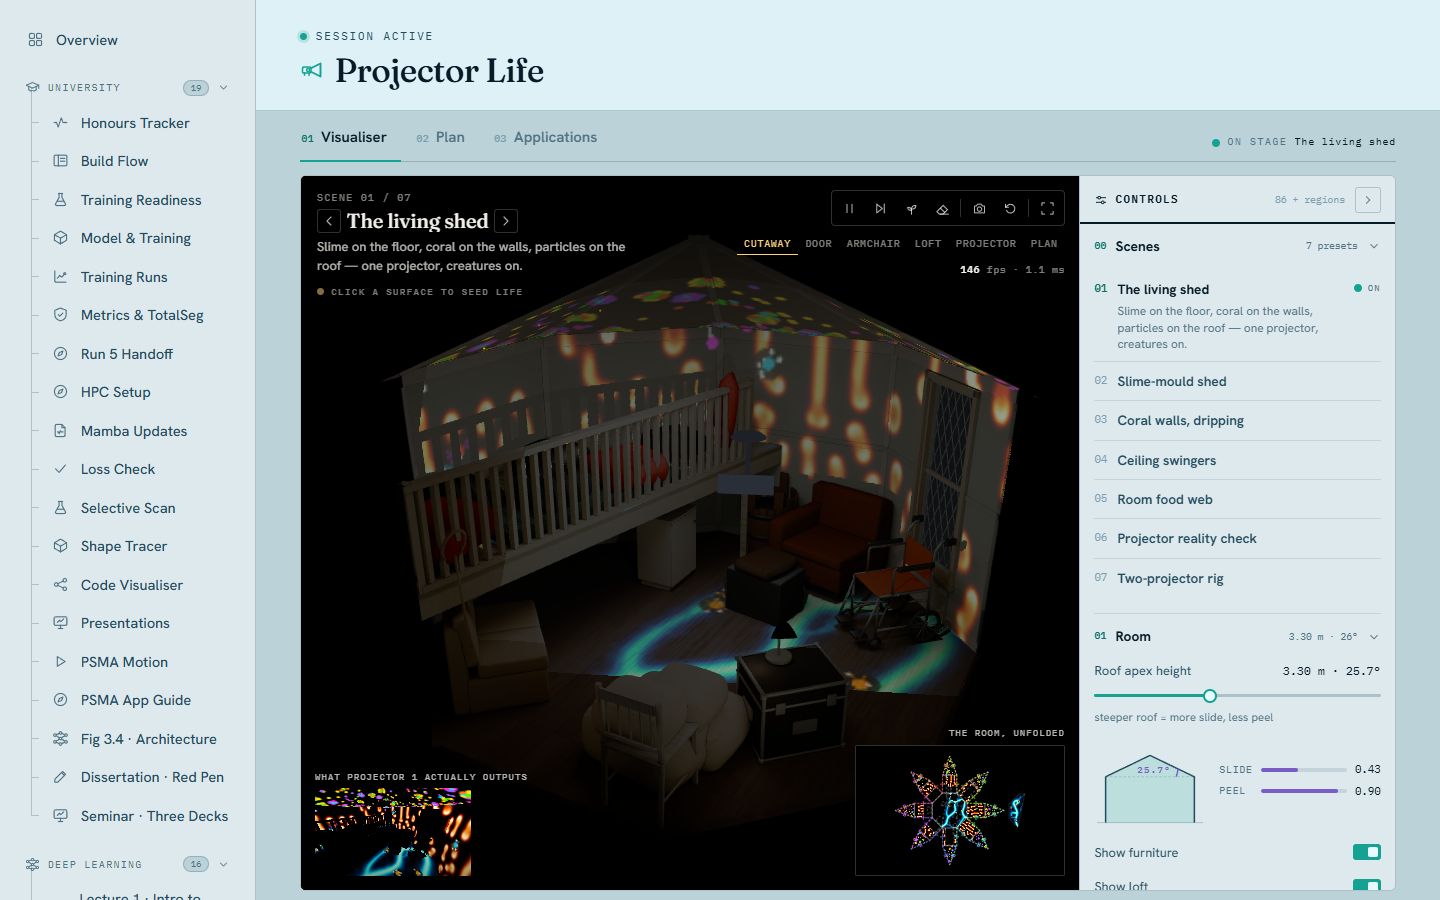 Overview
UNIVERSITY 19
Honours Tracker
Build Flow
Training Readiness
Model & Training
Training Runs
Metrics & TotalSeg
Run 5 Handoff
HPC Setup
Mamba Updates
Loss Check
Selective Scan
Shape Tracer
Code Visualiser
Presentations
PSMA Motion
PSMA App Guide
Fig 3.4 · Architecture
Dissertation · Red Pen
Seminar · Three Decks
DEEP LEARNING 16
Lecture 1 · Intro to
SESSION ACTIVE
Projector Life
01 Visualiser
02 Plan
03 Applications
ON STAGE The living shed
SCENE 01 / 07
The living shed
Slime on the floor, coral on the walls, particles on the
roof — one projector, creatures on.
CLICK A SURFACE TO SEED LIFE
CUTAWAY DOOR ARMCHAIR LOFT PROJECTOR PLAN
146 fps · 1.1 ms
WHAT PROJECTOR 1 ACTUALLY OUTPUTS
THE ROOM, UNFOLDED
CONTROLS 86 + regions
00 Scenes 7 presets
01 The living shed ON
Slime on the floor, coral on the walls,
particles on the roof — one projector,
creatures on.
02 Slime-mould shed
03 Coral walls, dripping
04 Ceiling swingers
05 Room food web
06 Projector reality check
07 Two-projector rig
01 Room 3.30 m · 26°
Roof apex height 3.30 m · 25.7°
steeper roof = more slide, less peel
25.7°
SLIDE 0.43
PEEL 0.90
Show furniture
Show loft